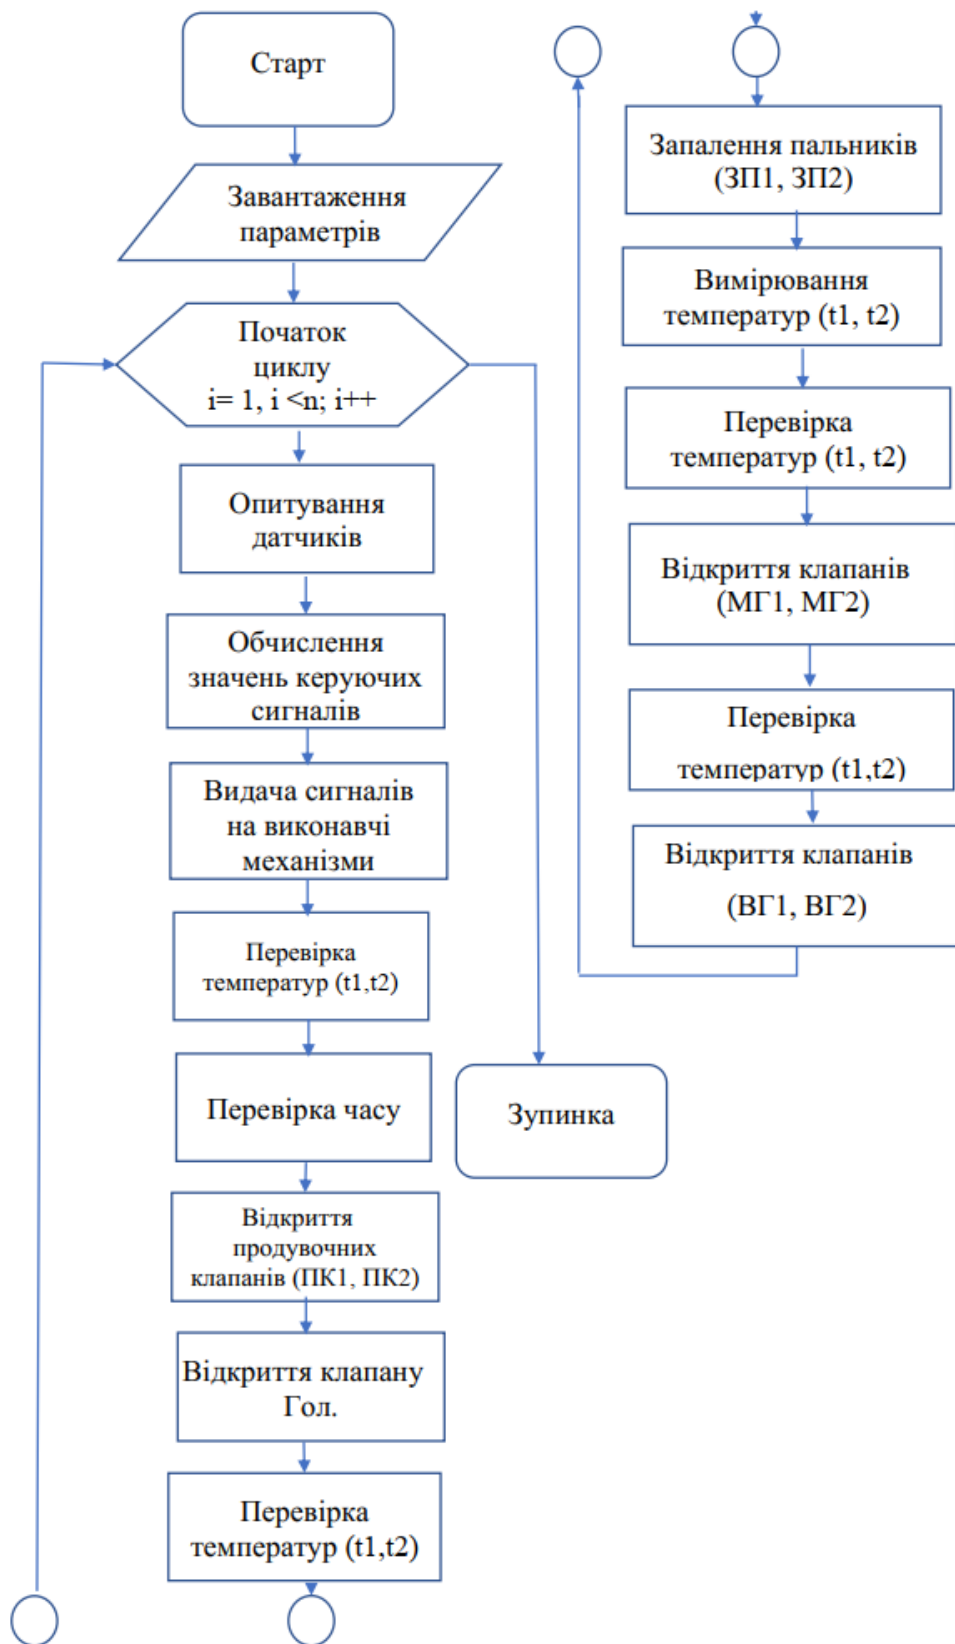 Старт
Завантаження
параметрів
Початок
циклу
i= 1, i <n; i++
Опитування
датчиків
Обчислення
значень керуючих
сигналів
Видача сигналів
на виконавчі
механізми
Перевірка
температур (t1,t2)
Перевірка часу
Відкриття
продувочних
клапанів (ПК1, ПК2)
Відкриття клапану
Гол.
Перевірка
температур (t1,t2)
Зупинка
Запалення пальників
(ЗП1, ЗП2)
Вимірювання
температур (t1, t2)
Перевірка
температур (t1, t2)
Відкриття клапанів
(МГ1, МГ2)
Перевірка
температур (t1,t2)
Відкриття клапанів
(ВГ1, ВГ2)